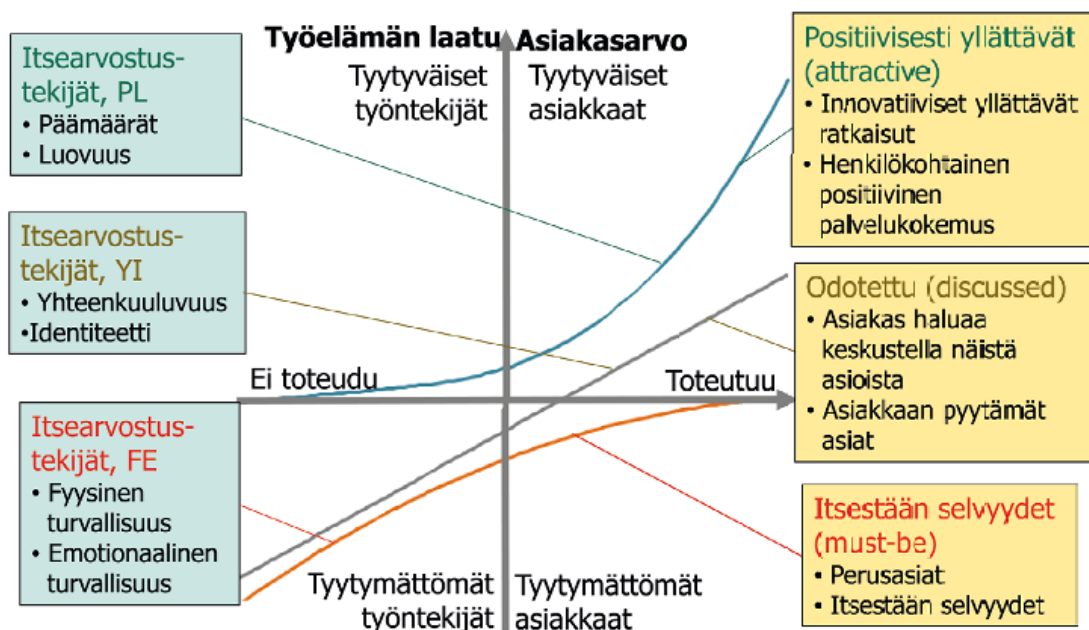 Itsearvostus-
tekijät, PL
• Päämäärät
• Luovuus
Itsearvostus-
tekijät, YI
• Yhteenkuuluvuus
•Identiteetti
Itsearvostus-
tekijät, FE
• Fyysinen
turvallisuus
• Emotionaalinen
turvallisuus
Työelämän laatu
Tyytyväiset
työntekijät
Asiakasarvo
Tyytyväiset
asiakkaat
Ei toteudu
Toteutuu
Tyytymättömät
työntekijät
Tyytymättömät
asiakkaat
Positiivisesti yllättävät
(attractive)
• Innovatiiviset yllättävät
ratkaisut
• Henkilökohtainen
positiivinen
palvelukokemus
Odotettu (discussed)
• Asiakas haluaa
keskustella näistä
asioista
• Asiakkaan pyytämät
asiat
Itsestään selvyydet
(must-be)
• Perusasiat
• Itsestään selvyydet